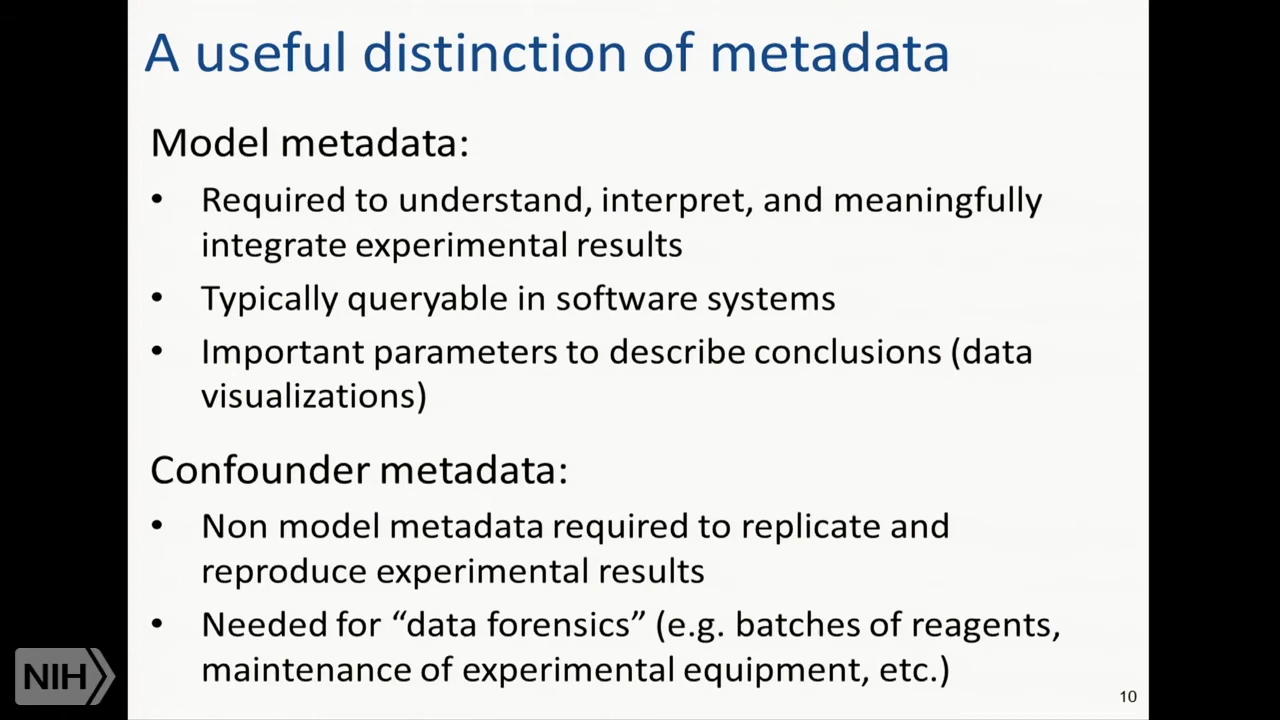 A useful distinction of metadata
Model metadata:
• Required to understand, interpret, and meaningfully
integrate experimental results
• Typically queryable in software systems
• Important parameters to describe conclusions (data
visualizations)
Confounder metadata:
• Non model metadata required to replicate and
reproduce experimental results
• Needed for “data forensics” (e.g. batches of reagents,
maintenance of experimental equipment, etc.)
NIH
10